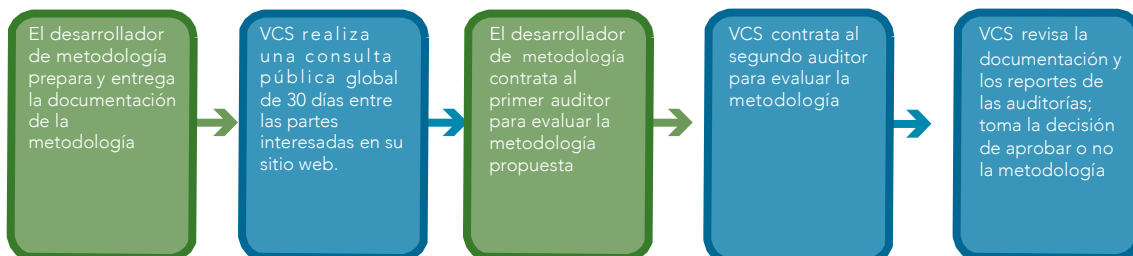 El desarrollador
de metodología
prepara y entrega
la documentación
de la
metodología
VCS realiza
una consulta
pública global
de 30 días entre
las partes
interesadas en su
sitio web.
El desarrollador
de metodología
contrata al
primer auditor
para evaluar la
metodología
propuesta
VCS contrata al
segundo auditor
para evaluar la
metodología
VCS revisa la
documentación y
los reportes de
las auditorías;
toma la decisión
de aprobar o no
la metodología